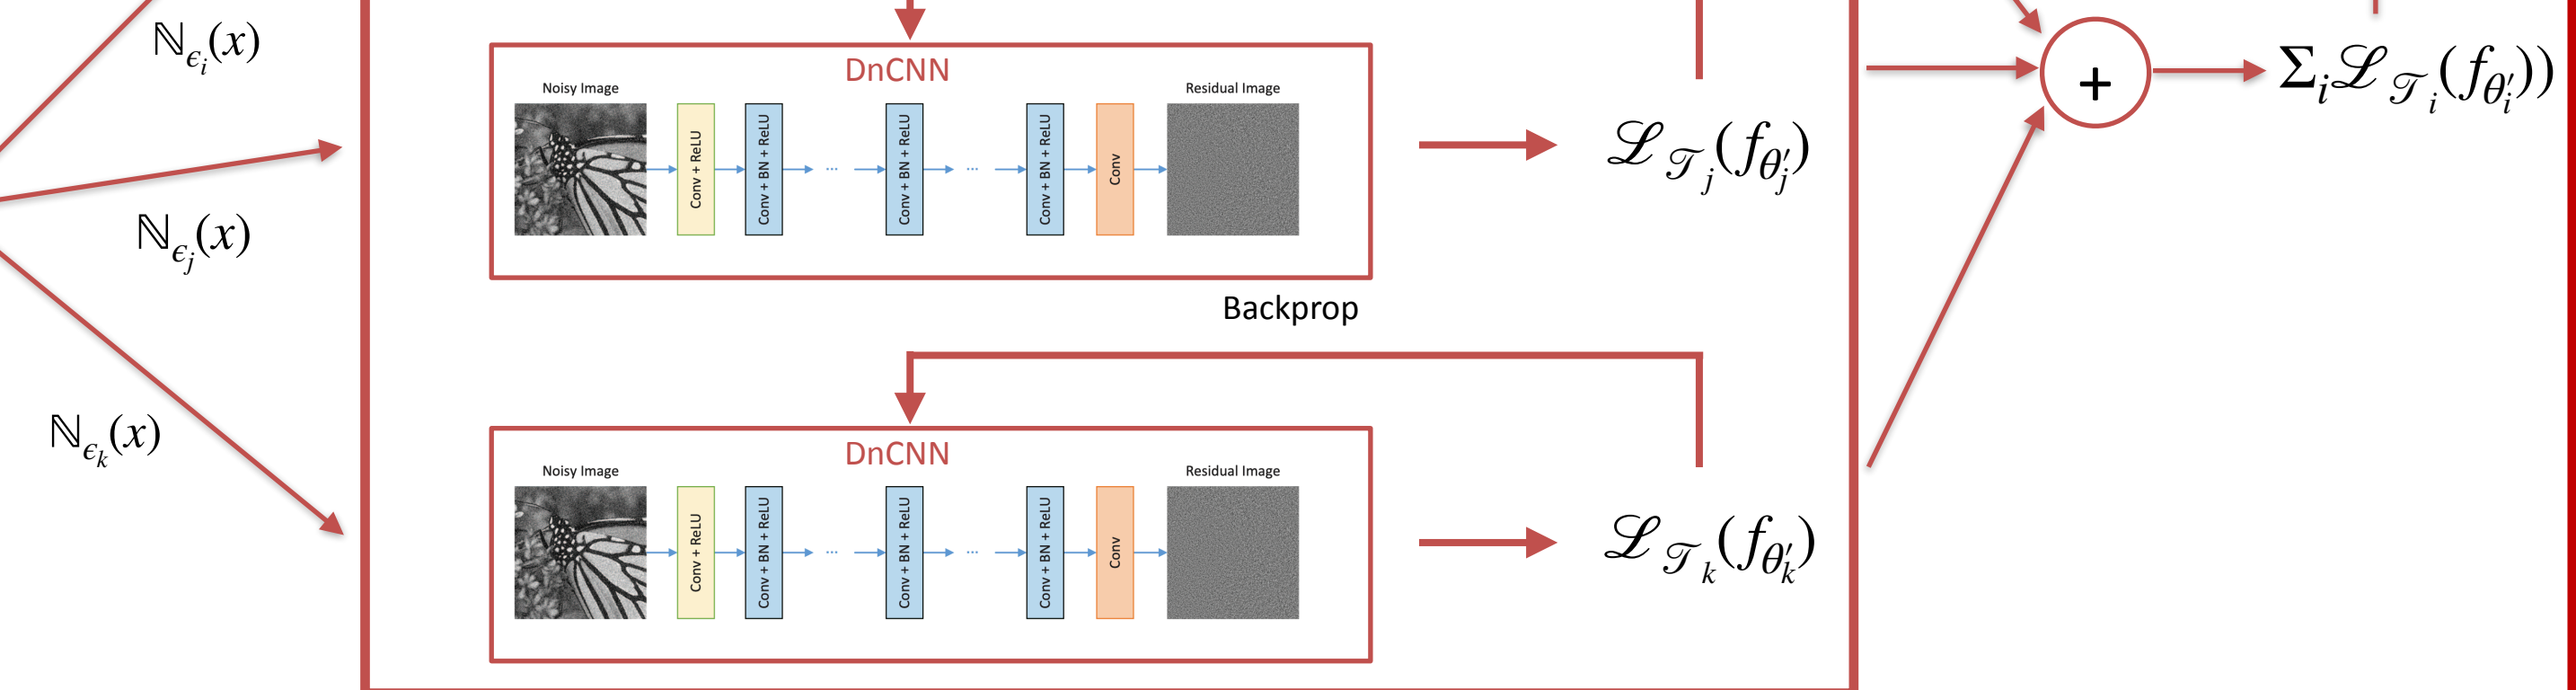 ℕ_{ϵ_i}(x)
ℕ_{ϵ_j}(x)
ℕ_{ϵ_k}(x)
DnCNN
Noisy Image
Residual Image
Conv + ReLU
Conv + BN + ReLU
...
Conv + BN + ReLU
...
Conv + BN + ReLU
Conv
ℒ_{𝒯_j}(f_{θ′_j})
Backprop
DnCNN
Noisy Image
Residual Image
Conv + ReLU
Conv + BN + ReLU
...
Conv + BN + ReLU
...
Conv + BN + ReLU
Conv
ℒ_{𝒯_k}(f_{θ′_k})
+
Σ_iℒ_{𝒯_i}(f_{θ′_i}))